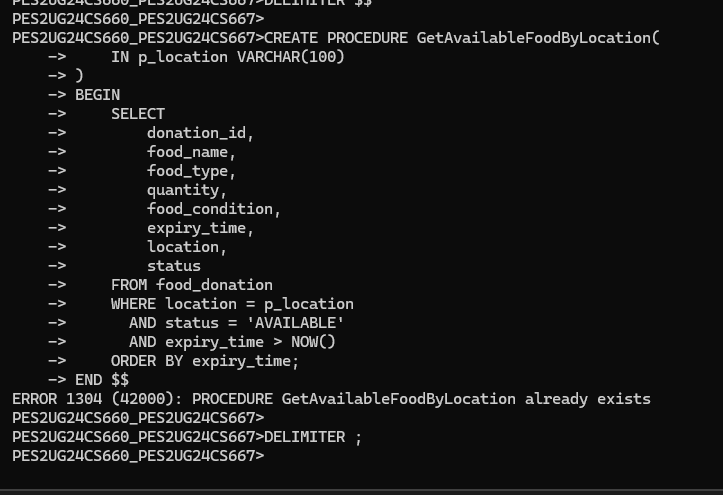 PES2UG24CS660_PES2UG24CS667>DELIMITER $$
PES2UG24CS660_PES2UG24CS667>
PES2UG24CS660_PES2UG24CS667>CREATE PROCEDURE GetAvailableFoodByLocation(
    ->     IN p_location VARCHAR(100)
    -> )
    -> BEGIN
    ->     SELECT
    ->         donation_id,
    ->         food_name,
    ->         food_type,
    ->         quantity,
    ->         food_condition,
    ->         expiry_time,
    ->         location,
    ->         status
    ->     FROM food_donation
    ->     WHERE location = p_location
    ->       AND status = 'AVAILABLE'
    ->       AND expiry_time > NOW()
    ->     ORDER BY expiry_time;
    -> END $$
ERROR 1304 (42000): PROCEDURE GetAvailableFoodByLocation already exists
PES2UG24CS660_PES2UG24CS667>
PES2UG24CS660_PES2UG24CS667>DELIMITER ;
PES2UG24CS660_PES2UG24CS667>